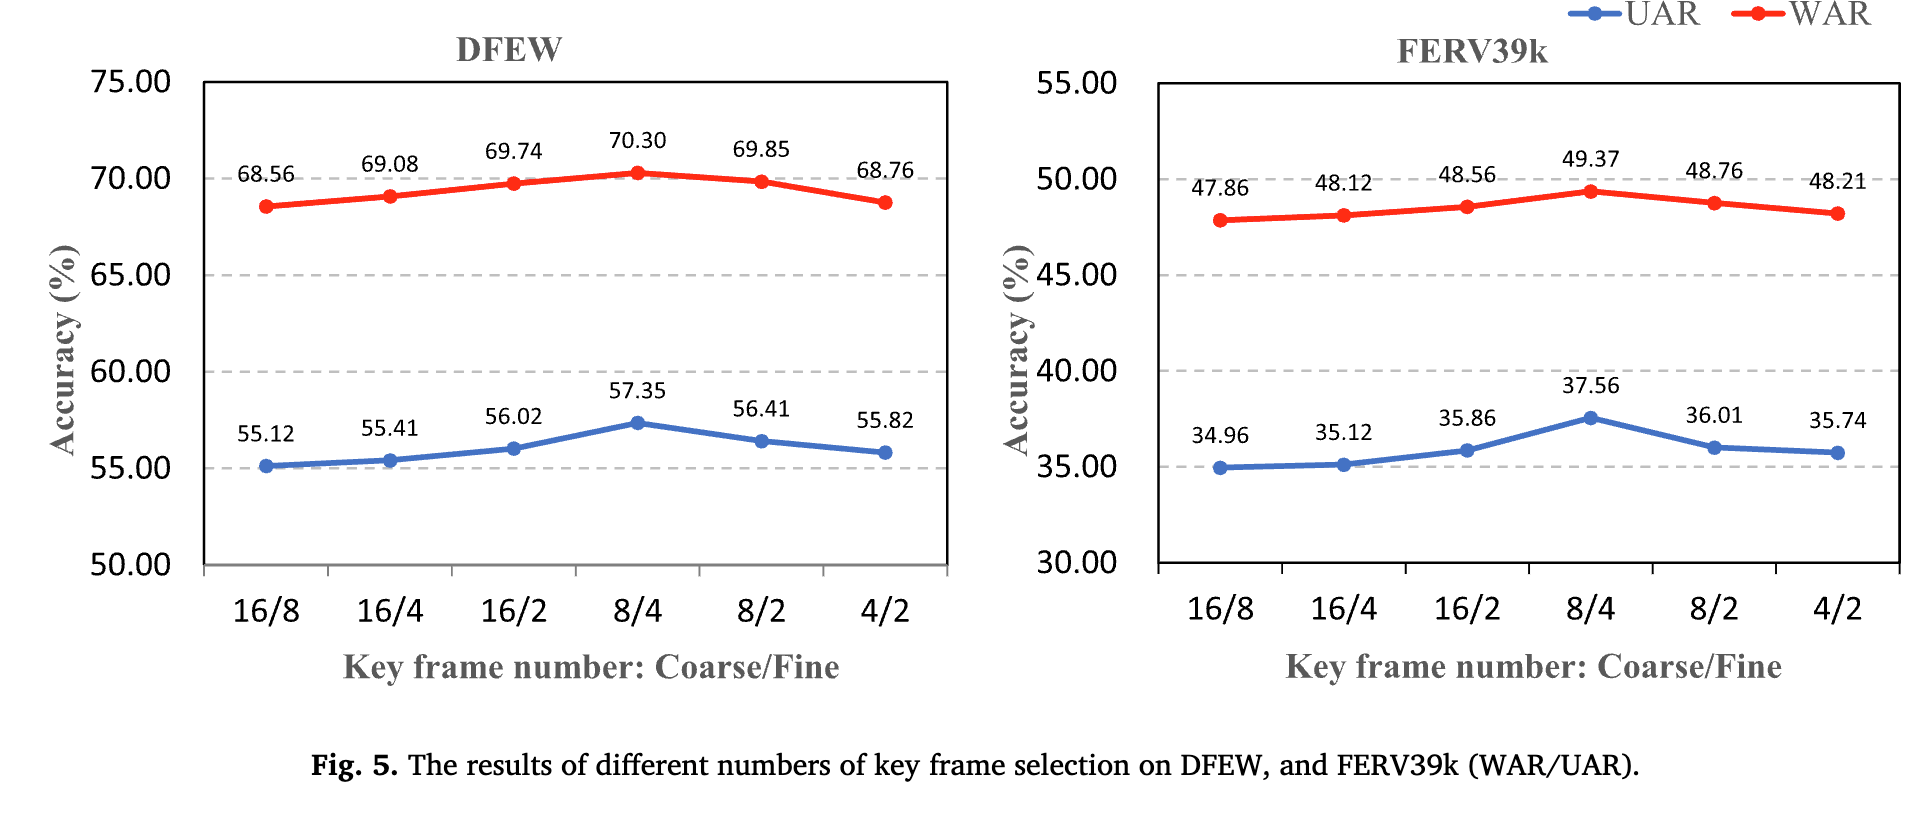 UAR WAR
DFEW
75.00
70.00
65.00
60.00
55.00
50.00
Accuracy (%)
68.56 69.08 69.74 70.30 69.85 68.76
55.12 55.41 56.02 57.35 56.41 55.82
16/8 16/4 16/2 8/4 8/2 4/2
Key frame number: Coarse/Fine
FERV39k
55.00
50.00
45.00
40.00
35.00
30.00
Accuracy (%)
47.86 48.12 48.56 49.37 48.76 48.21
34.96 35.12 35.86 37.56 36.01 35.74
16/8 16/4 16/2 8/4 8/2 4/2
Key frame number: Coarse/Fine
Fig. 5. The results of different numbers of key frame selection on DFEW, and FERV39k (WAR/UAR).